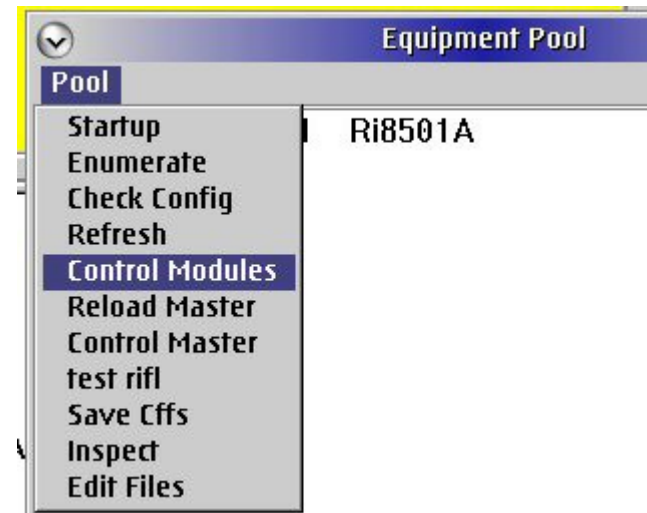 Equipment Pool
Pool
Startup
Ri8501A
Enumerate
Check Config
Refresh
Control Modules
Reload Master
Control Master
test rifl
Save Cffs
Inspect
Edit Files